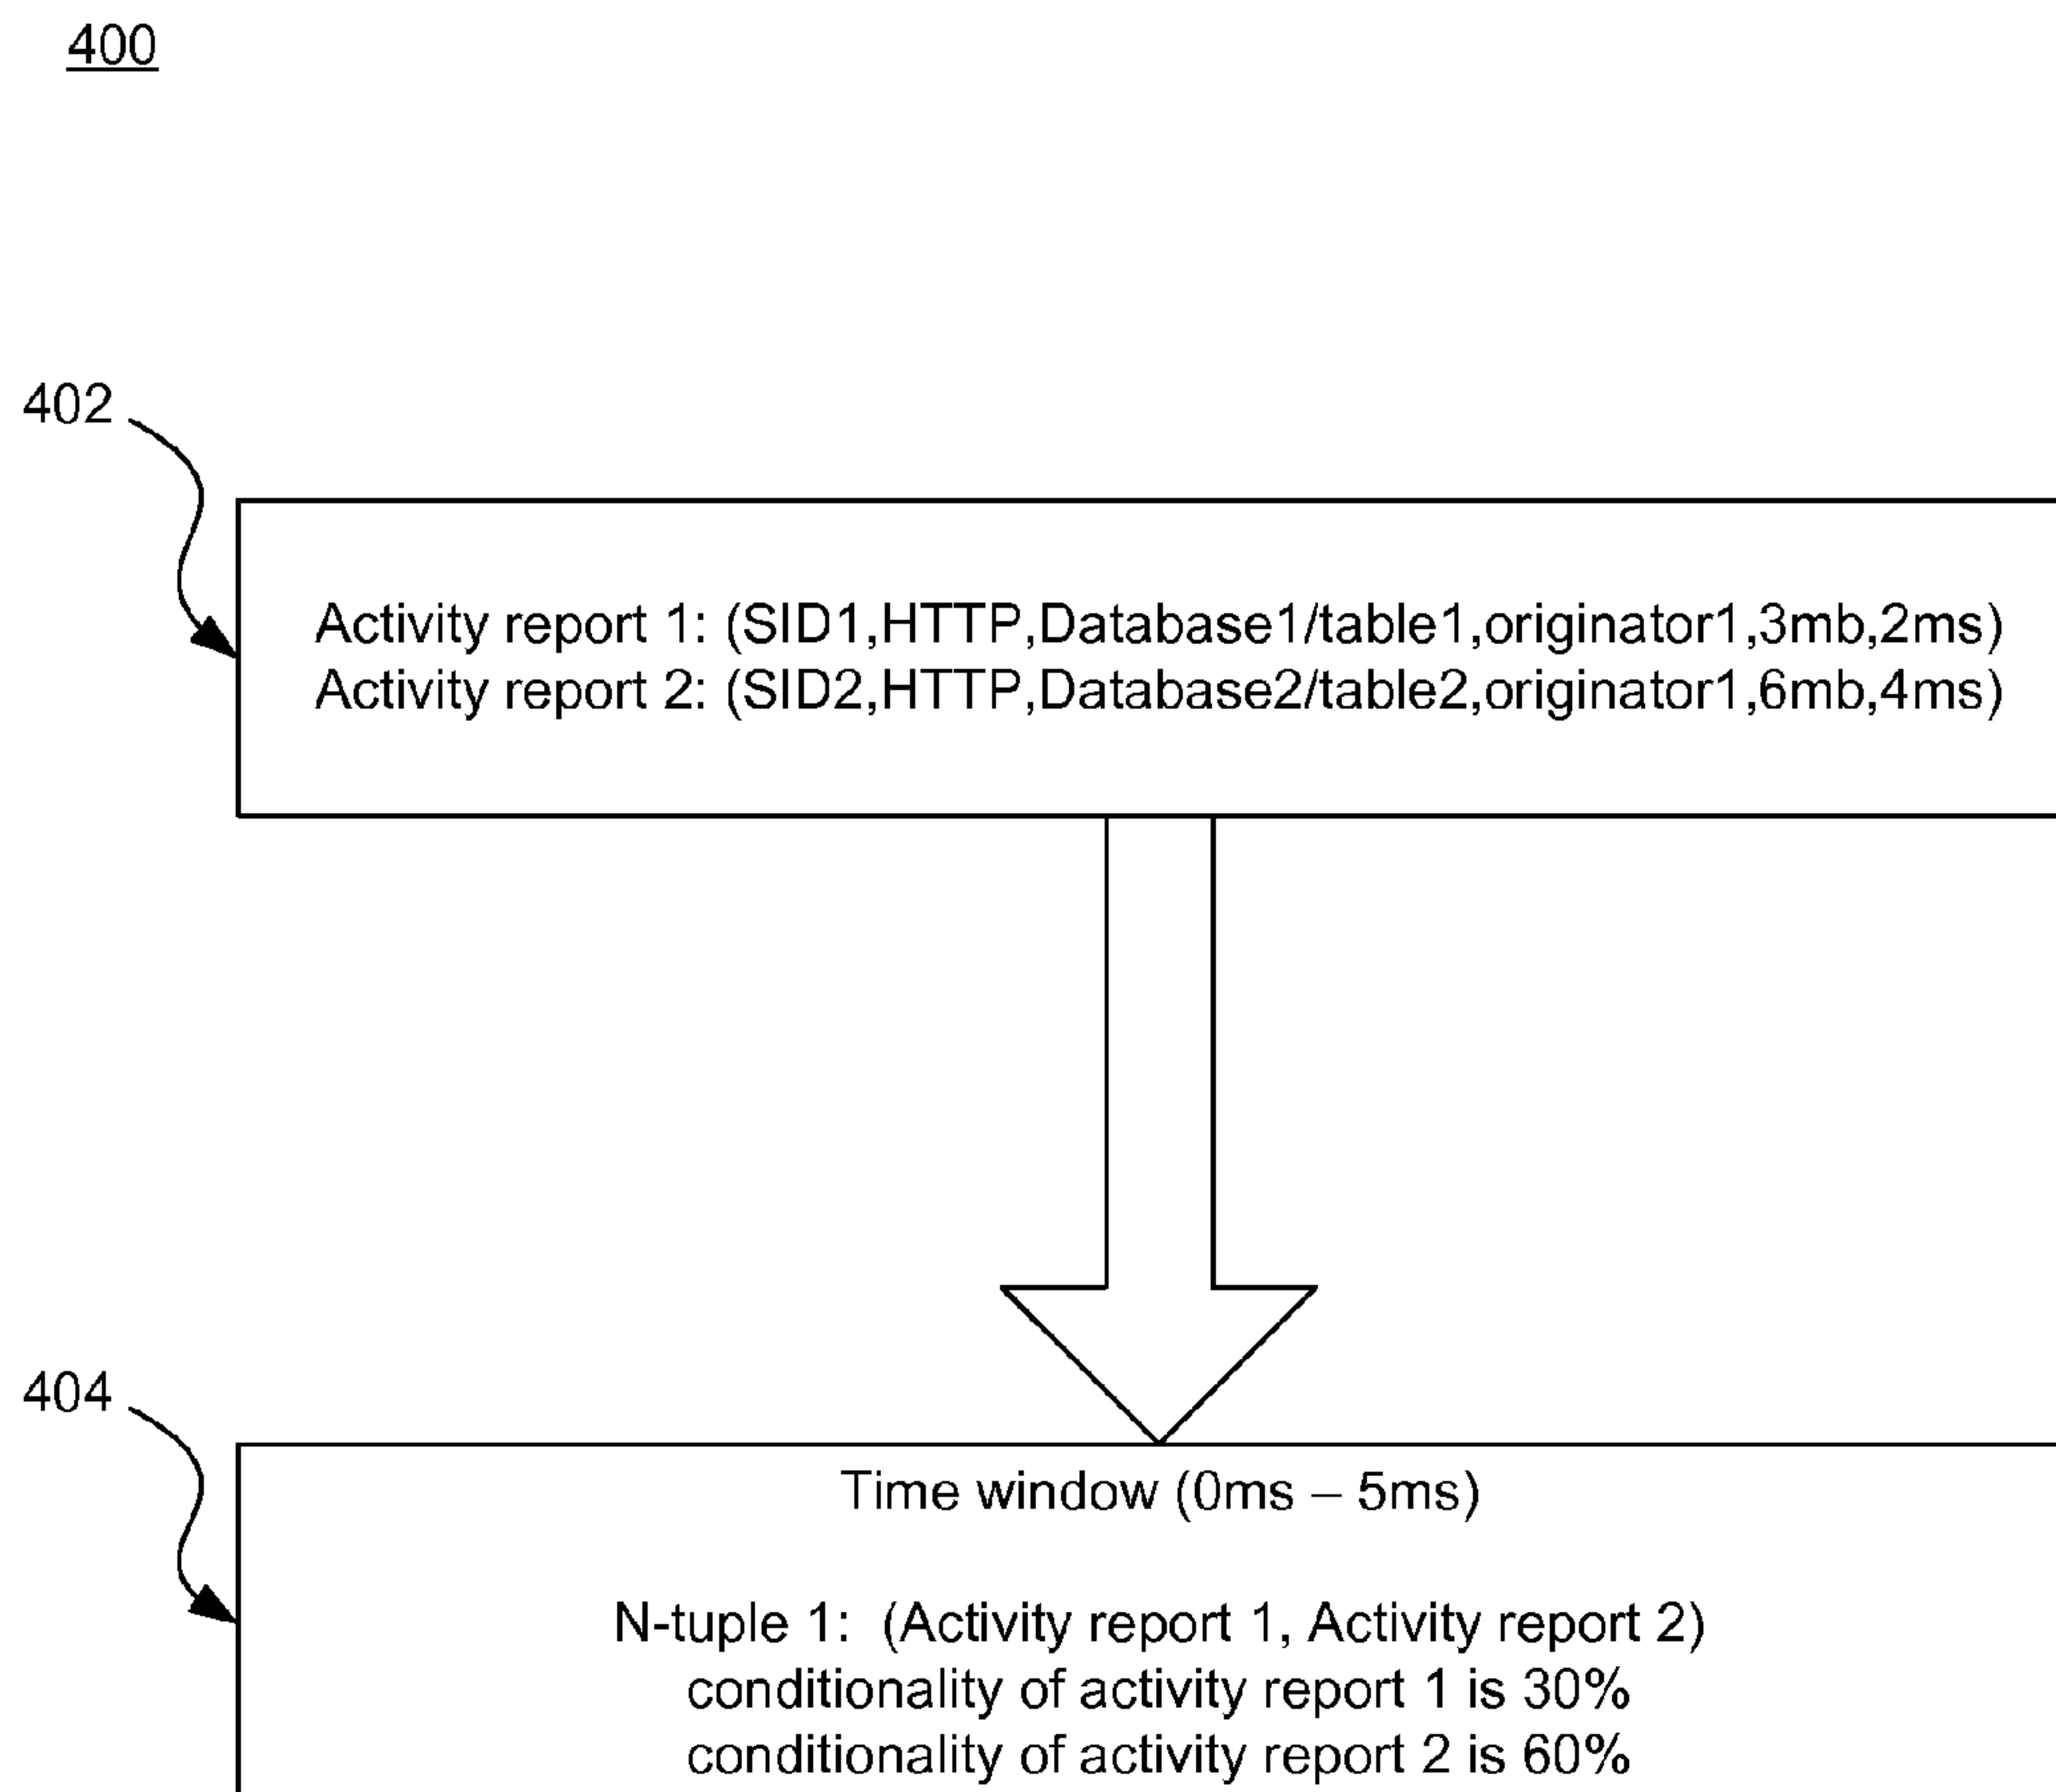 400
402
Activity report 1: (SID1,HTTP,Database1/table1,originator1,3mb,2ms)
Activity report 2: (SID2,HTTP,Database2/table2,originator1,6mb,4ms)
404
Time window (0ms – 5ms)
N-tuple 1:  (Activity report 1, Activity report 2)
conditionality of activity report 1 is 30%
conditionality of activity report 2 is 60%